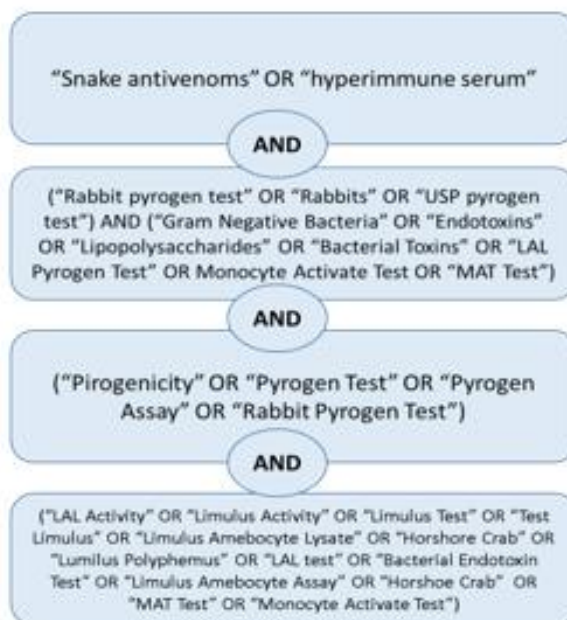 “Snake antivenoms” OR “hyperimmune serum”
AND
(“Rabbit pyrogen test” OR “Rabbits” OR “USP pyrogen
test”) AND (“Gram Negative Bacteria” OR “Endotoxins”
OR “Lipopolysaccharides” OR “Bacterial Toxins” OR “LAL
Pyrogen Test” OR Monocyte Activate Test OR “MAT Test”)
AND
(“Pirogenicity” OR “Pyrogen Test” OR “Pyrogen
Assay” OR “Rabbit Pyrogen Test”)
AND
(“LAL Activity” OR “Limulus Activity” OR “Limulus Test” OR “Test
Limulus” OR “Limulus Amebocyte Lysate” OR “Horshore Crab” OR
“Lumilus Polyphemus” OR “LAL test” OR “Bacterial Endotoxin
Test” OR “Limulus Amebocyte Assay” OR “Horshoe Crab” OR
“MAT Test” OR “Monocyte Activate Test”)